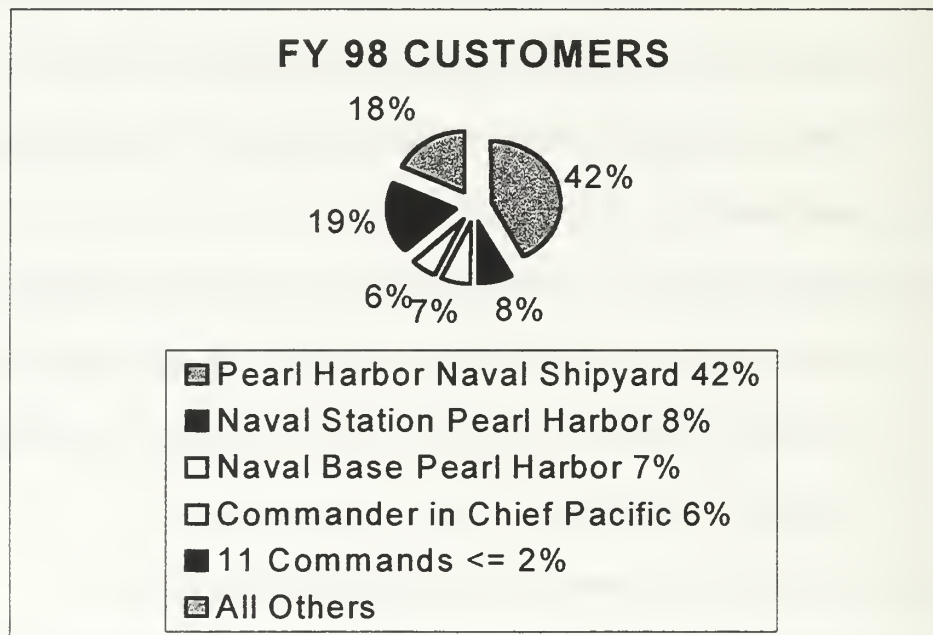 FY 98 CUSTOMERS
18%
42%
19%
6%
7%
8%
Pearl Harbor Naval Shipyard 42%
Naval Station Pearl Harbor 8%
Naval Base Pearl Harbor 7%
Commander in Chief Pacific 6%
11 Commands <= 2%
All Others